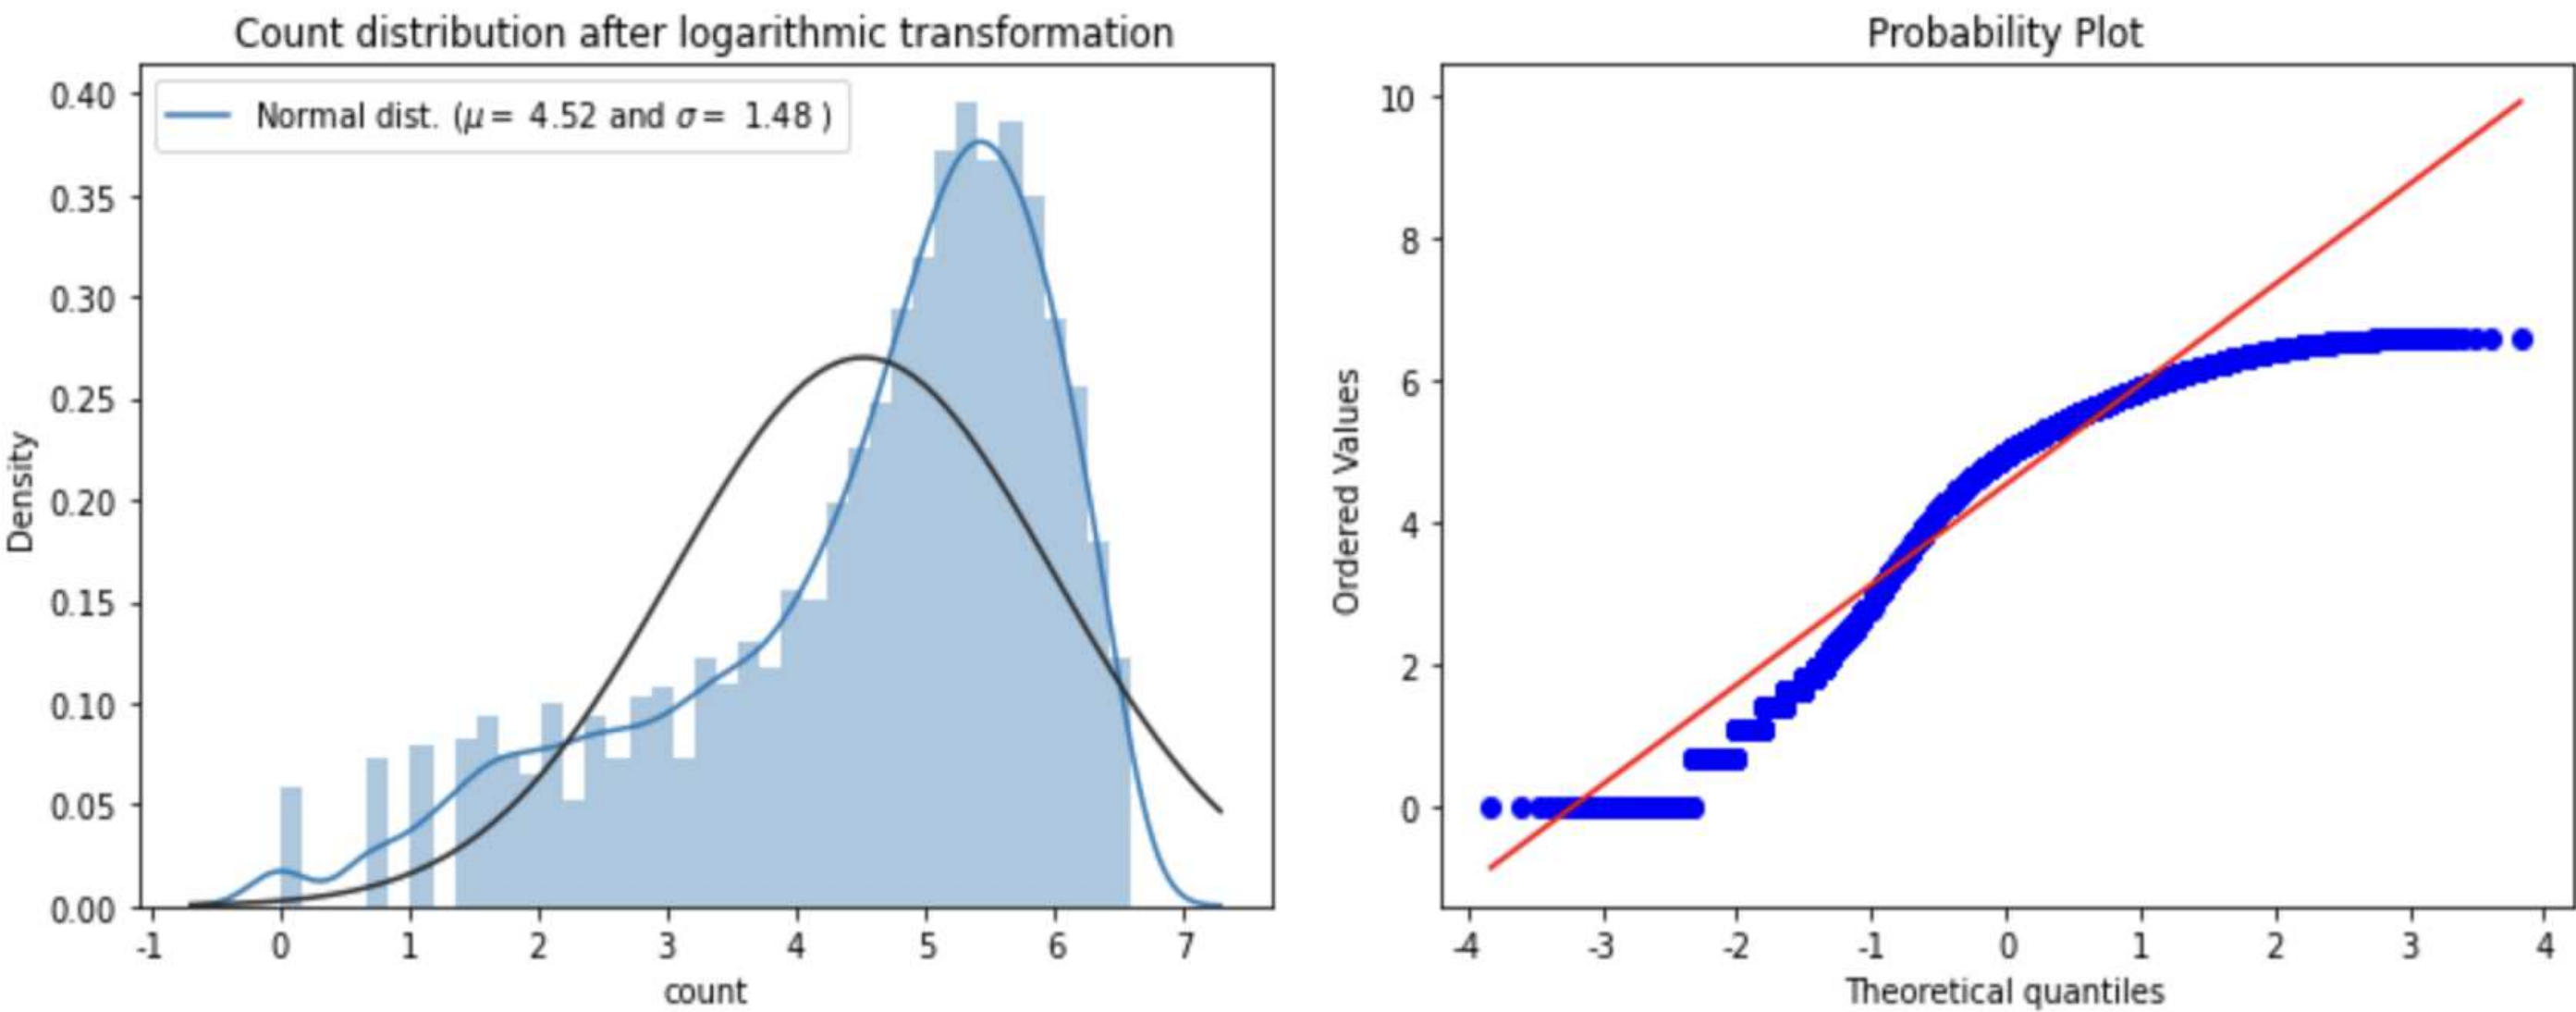 Count distribution after logarithmic transformation
Normal dist. (μ= 4.52 and σ= 1.48 )
0.40
0.35
0.30
0.25
0.20
0.15
0.10
0.05
0.00
Density
-1 0 1 2 3 4 5 6 7
count
Probability Plot
10
8
6
4
2
0
Ordered Values
-4 -3 -2 -1 0 1 2 3 4
Theoretical quantiles